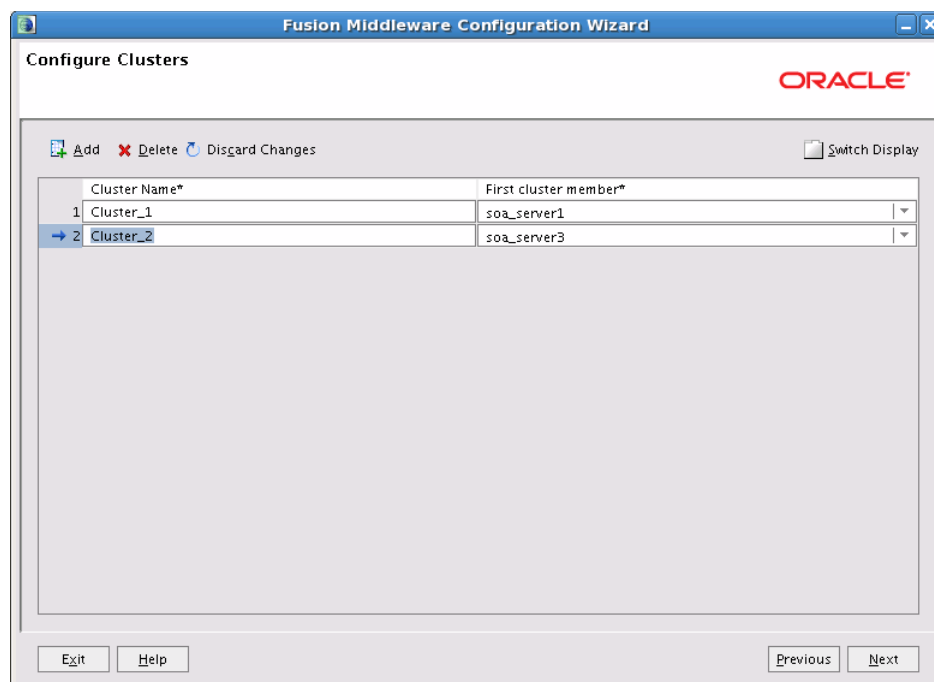 Fusion Middleware Configuration Wizard
Configure Clusters
ORACLE
Add Delete Discard Changes Switch Display
Cluster Name* First cluster member*
1 Cluster_1 soa_server1
2 Cluster_2 soa_server3
Exit Help Previous Next